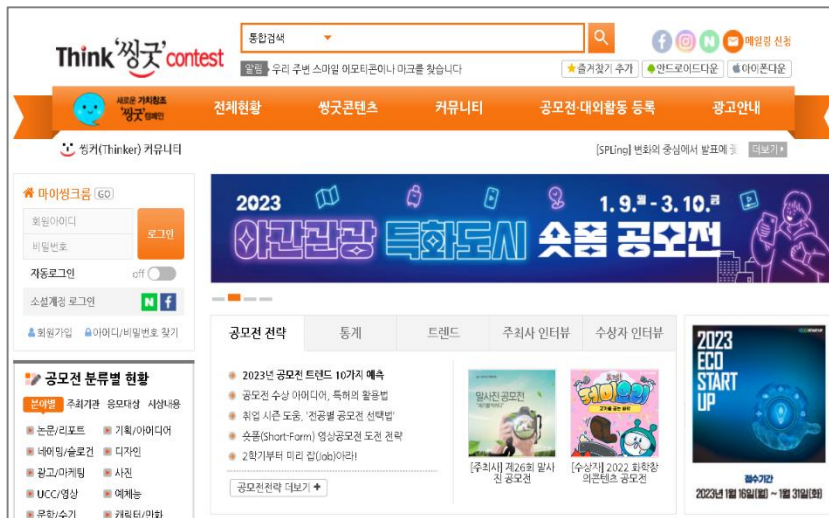 Think '씽굿' contest
통합검색
메일링 신청
알림 우리 주변 스마일 이모티콘이나 마크를 찾습니다
즐겨찾기 추가 안드로이드다운 아이폰다운
새로운 가치창조
'씽굿'캠페인
전체현황 씽굿콘텐츠 커뮤니티 공모전·대외활동 등록 광고안내
씽커(Thinker) 커뮤니티
[SPLing] 변화의 중심에서 발표에 더보기
마이씽크룸 GO
회원아이디
비밀번호
로그인
자동로그인 off
소셜계정 로그인
회원가입 아이디/비밀번호 찾기
2023 1. 9.월 - 3. 10.금
야간관광 특화도시 숏폼 공모전
공모전 전략 통계 트렌드 주최사 인터뷰 수상자 인터뷰
2023년 공모전 트렌드 10가지 예측
공모전 수상 아이디어, 특허의 활용법
취업 시즌 도움, '전공별 공모전 선택법'
숏폼(Short-Form) 영상공모전 도전 전략
2학기부터 미리 잡(Job)아라!
공모전전략 더보기 +
말사진공모전
[주최사] 제26회 말사
진 공모전
[수상자] 2022 화학창
의콘텐츠 공모전
2023
ECO
START
UP
접수기간
2023년 1월 16일(월) ~ 1월 31일(화)
공모전 분류별 현황
분야별 주최기관 응모대상 시상내용
논문/리포트 기획/아이디어
네이밍/슬로건 디자인
광고/마케팅 사진
UCC/영상 예체능
문학/수기 캐릭터/만화